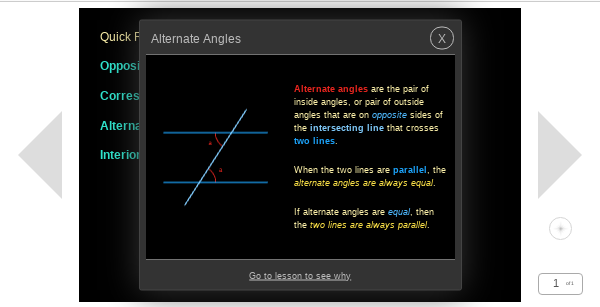 Quick
Alternate Angles
X
Opposi
Corres
Alterna
Interior
Alternate angles are the pair of
inside angles, or pair of outside
angles that are on opposite sides of
the intersecting line that crosses
two lines.
When the two lines are parallel, the
alternate angles are always equal.
If alternate angles are equal, then
the two lines are always parallel.
a
a
Go to lesson to see why
1 of 1